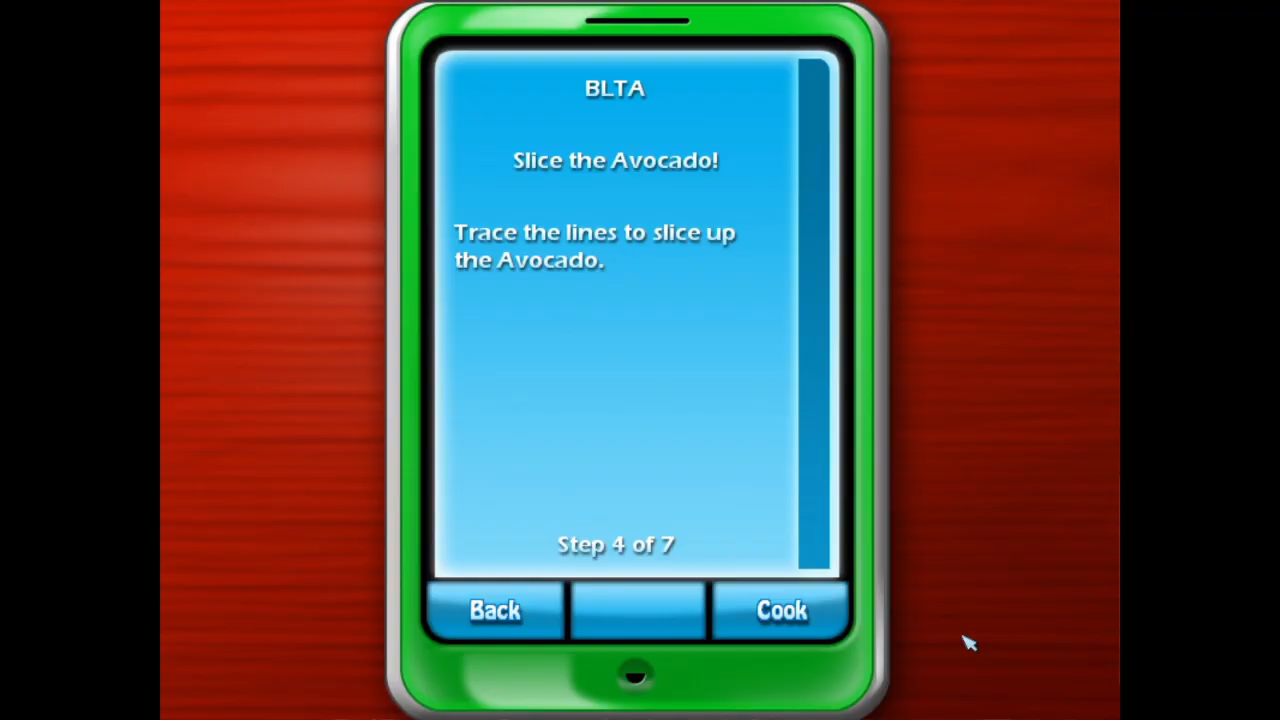 BLTA
Slice the Avocado!
Trace the lines to slice up
the Avocado.
Step 4 of 7
Back
Cook